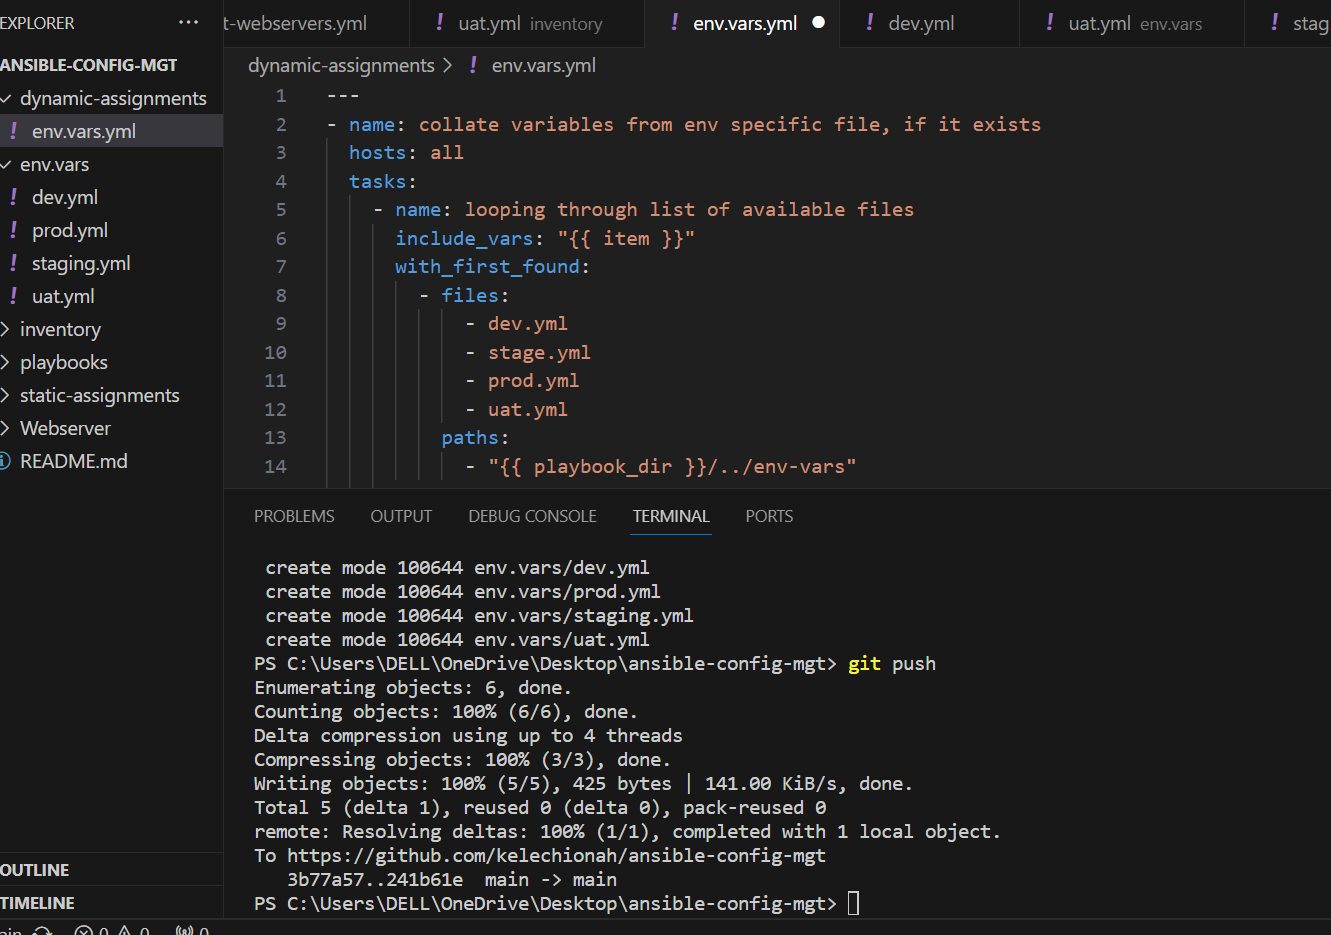 EXPLORER ···
ANSIBLE-CONFIG-MGT
dynamic-assignments
! env.vars.yml
env.vars
! dev.yml
! prod.yml
! staging.yml
! uat.yml
inventory
playbooks
static-assignments
Webserver
README.md
OUTLINE
TIMELINE
t-webservers.yml ! uat.yml inventory ! env.vars.yml ● ! dev.yml ! uat.yml env.vars ! stag
dynamic-assignments > ! env.vars.yml
1 ---
2 - name: collate variables from env specific file, if it exists
3 hosts: all
4 tasks:
5 - name: looping through list of available files
6 include_vars: "{{ item }}"
7 with_first_found:
8 - files:
9 - dev.yml
10 - stage.yml
11 - prod.yml
12 - uat.yml
13 paths:
14 - "{{ playbook_dir }}/../env-vars"
PROBLEMS OUTPUT DEBUG CONSOLE TERMINAL PORTS
create mode 100644 env.vars/dev.yml
create mode 100644 env.vars/prod.yml
create mode 100644 env.vars/staging.yml
create mode 100644 env.vars/uat.yml
PS C:\Users\DELL\OneDrive\Desktop\ansible-config-mgt> git push
Enumerating objects: 6, done.
Counting objects: 100% (6/6), done.
Delta compression using up to 4 threads
Compressing objects: 100% (3/3), done.
Writing objects: 100% (5/5), 425 bytes | 141.00 KiB/s, done.
Total 5 (delta 1), reused 0 (delta 0), pack-reused 0
remote: Resolving deltas: 100% (1/1), completed with 1 local object.
To https://github.com/kelechionah/ansible-config-mgt
3b77a57..241b61e main -> main
PS C:\Users\DELL\OneDrive\Desktop\ansible-config-mgt>
0 0 0